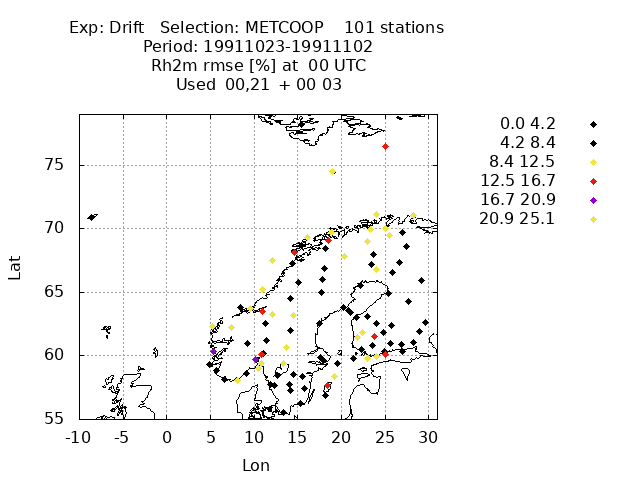 Exp: Drift Selection: METCOOP 101 stations
Period: 19911023-19911102
Rh2m rmse [%] at 00 UTC
Used 00,21 + 00 03
0.0 4.2
4.2 8.4
8.4 12.5
12.5 16.7
16.7 20.9
20.9 25.1
75
70
65
60
55
Lat
-10 -5 0 5 10 15 20 25 30
Lon